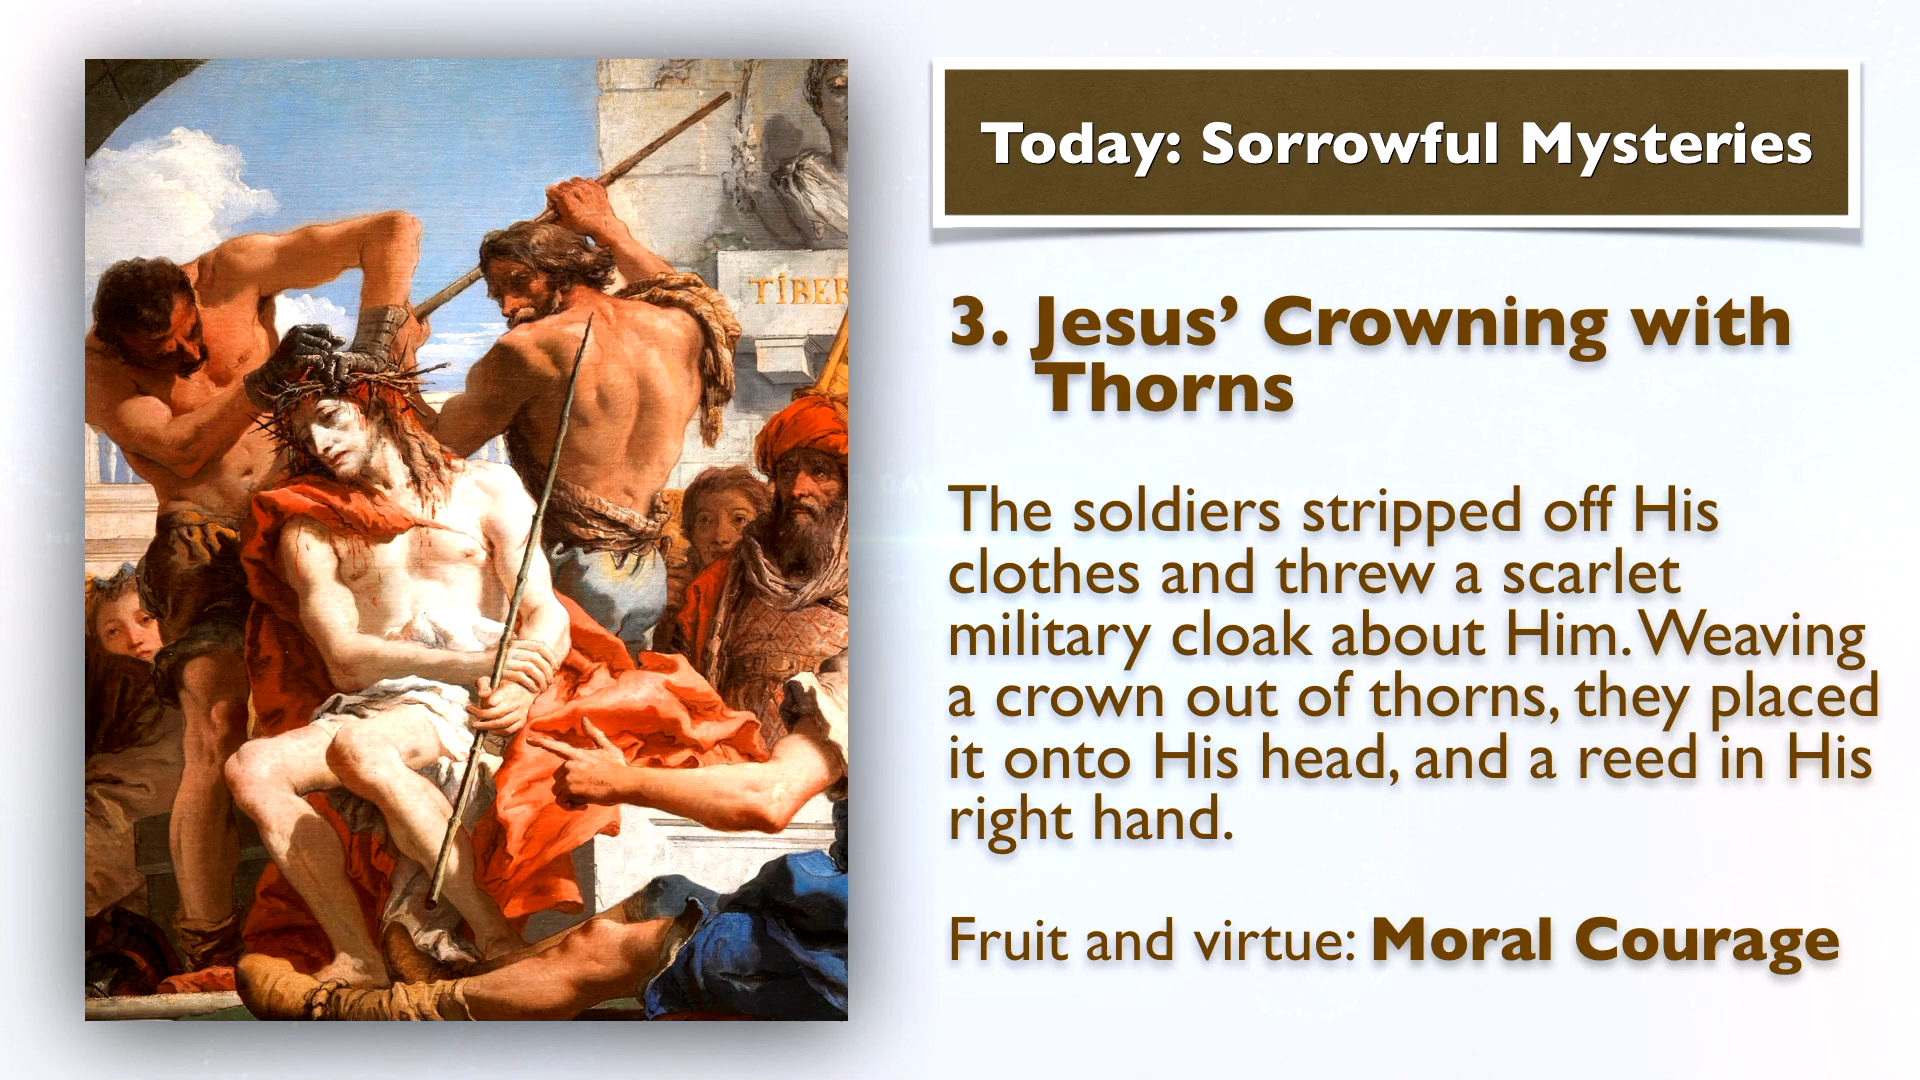 Today: Sorrowful Mysteries
TÍBER
3. Jesus’ Crowning with
Thorns
The soldiers stripped off His
clothes and threw a scarlet
military cloak about Him. Weaving
a crown out of thorns, they placed
it onto His head, and a reed in His
right hand.
Fruit and virtue: Moral Courage